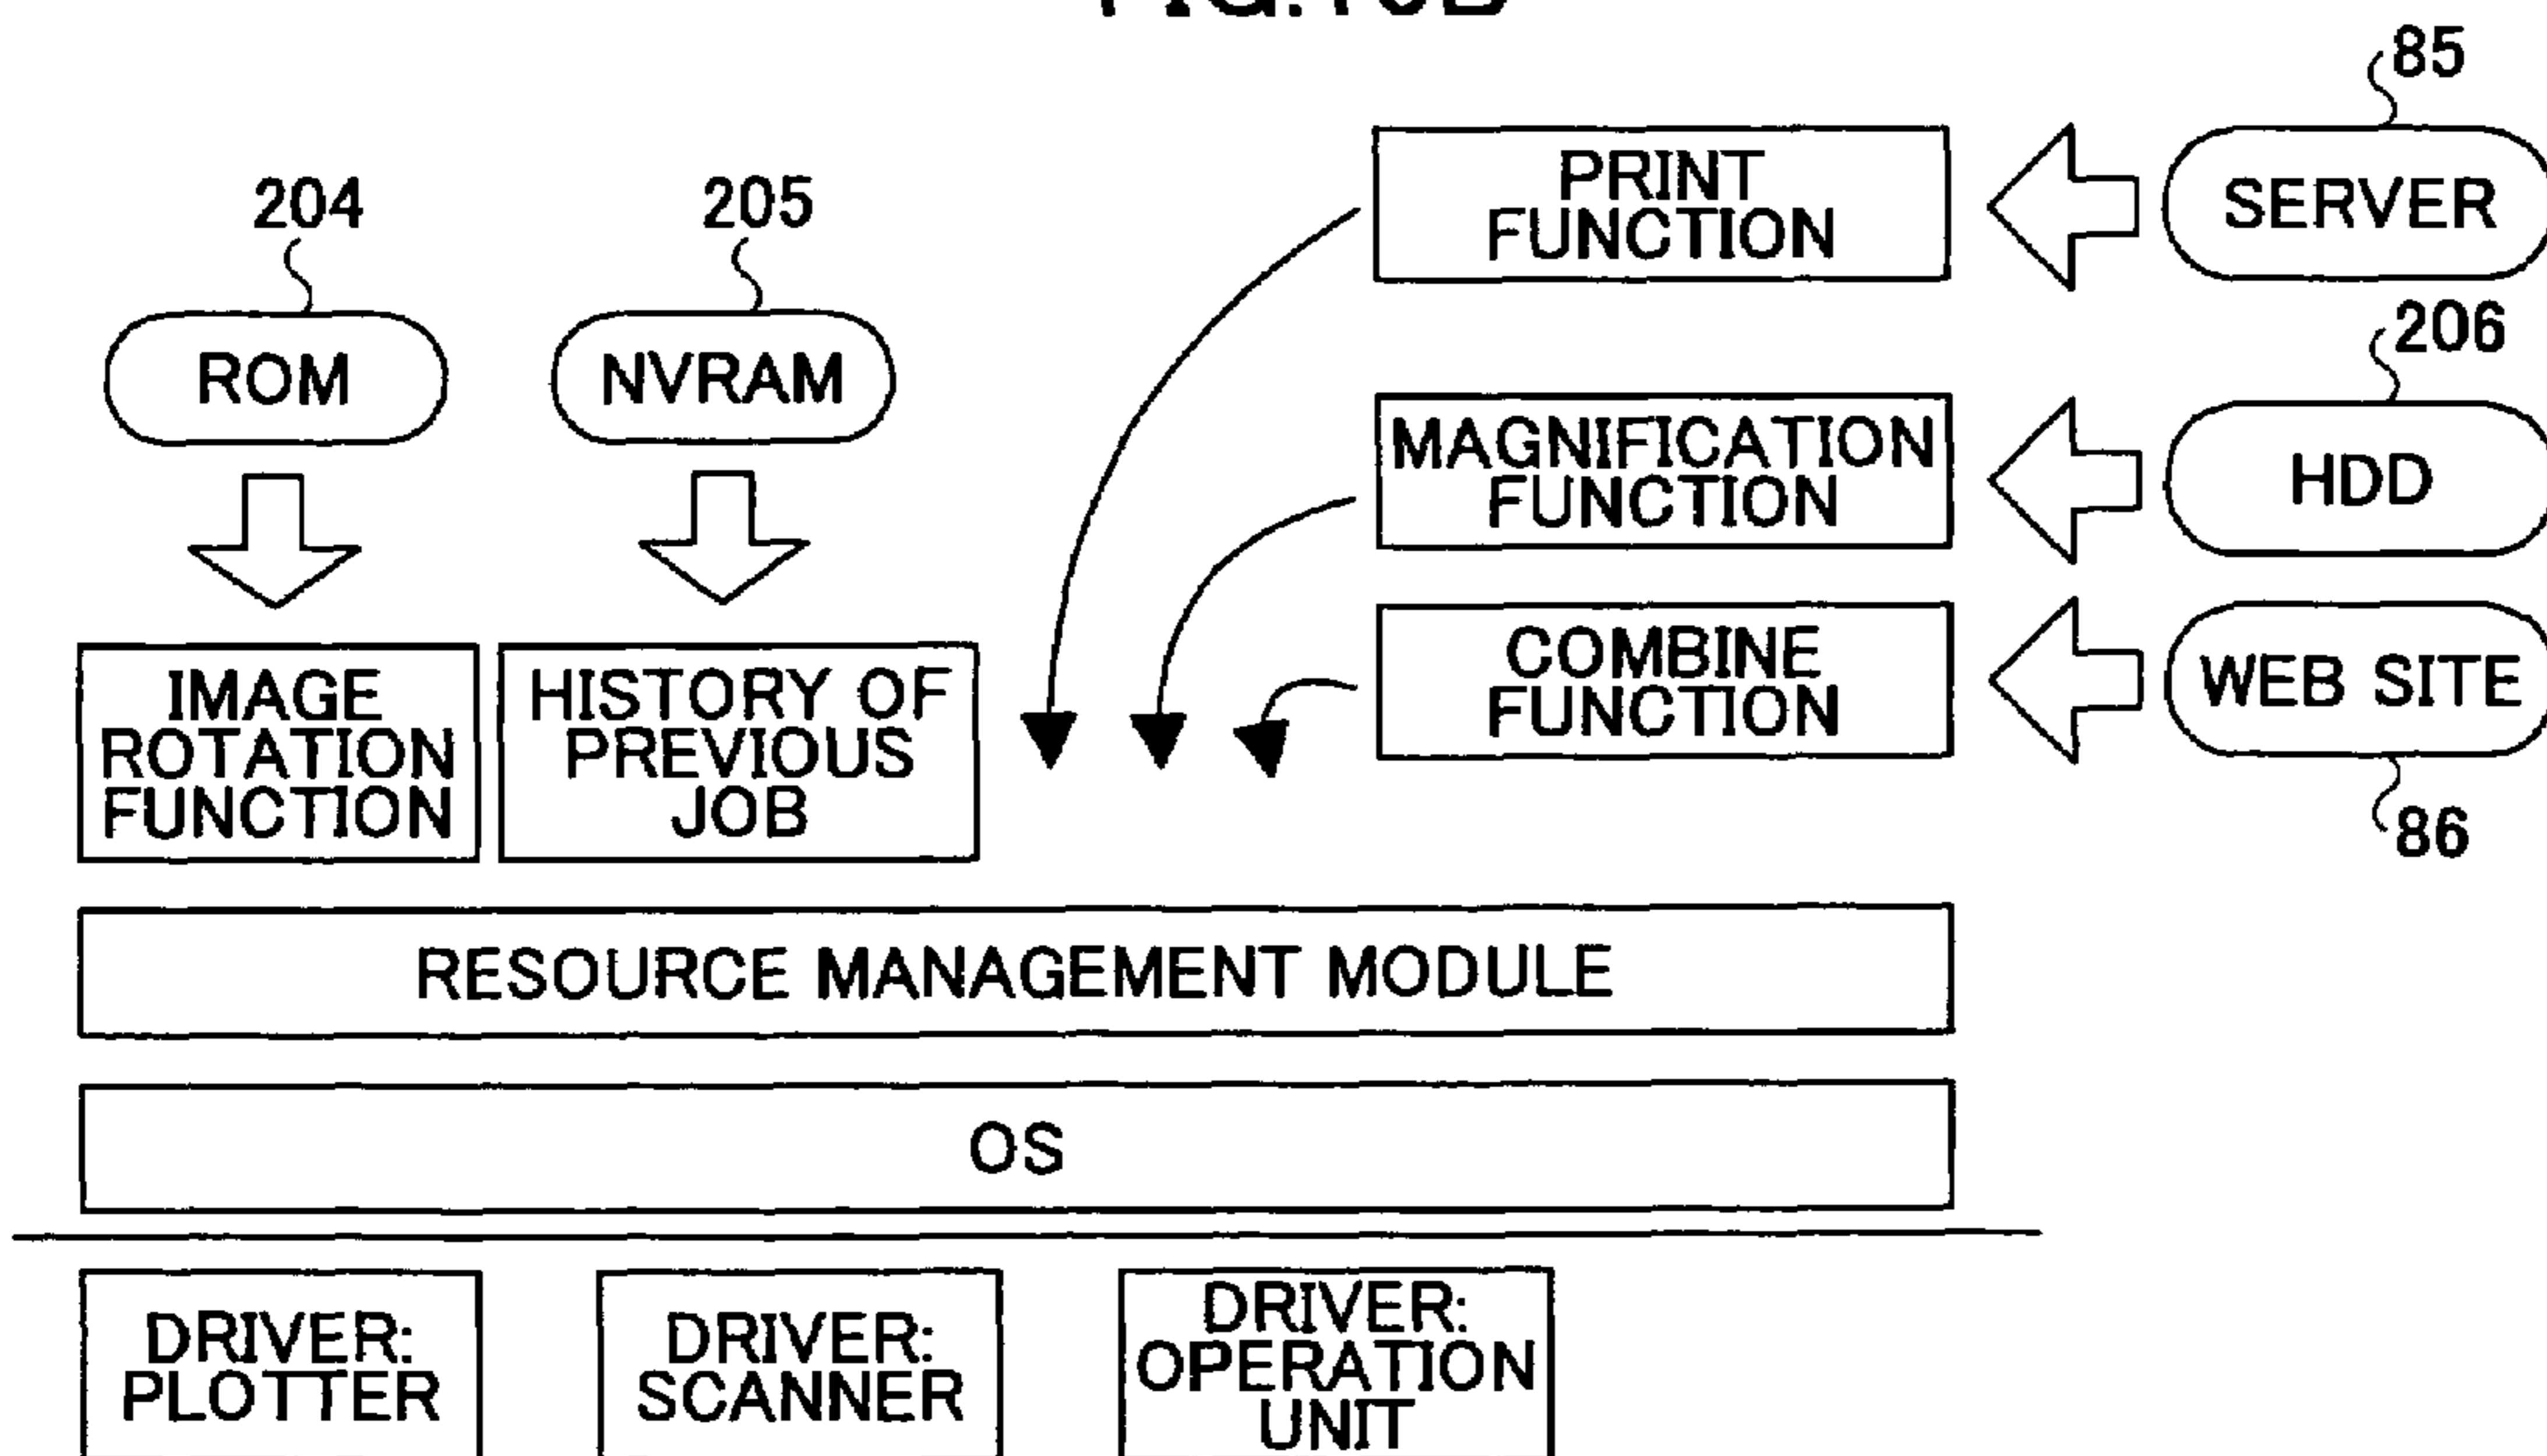 85
PRINT
FUNCTION
SERVER
204
205
206
ROM
NVRAM
MAGNIFICATION
FUNCTION
HDD
IMAGE
ROTATION
FUNCTION
HISTORY OF
PREVIOUS
JOB
COMBINE
FUNCTION
WEB SITE
86
RESOURCE MANAGEMENT MODULE
OS
DRIVER:
PLOTTER
DRIVER:
SCANNER
DRIVER:
OPERATION
UNIT